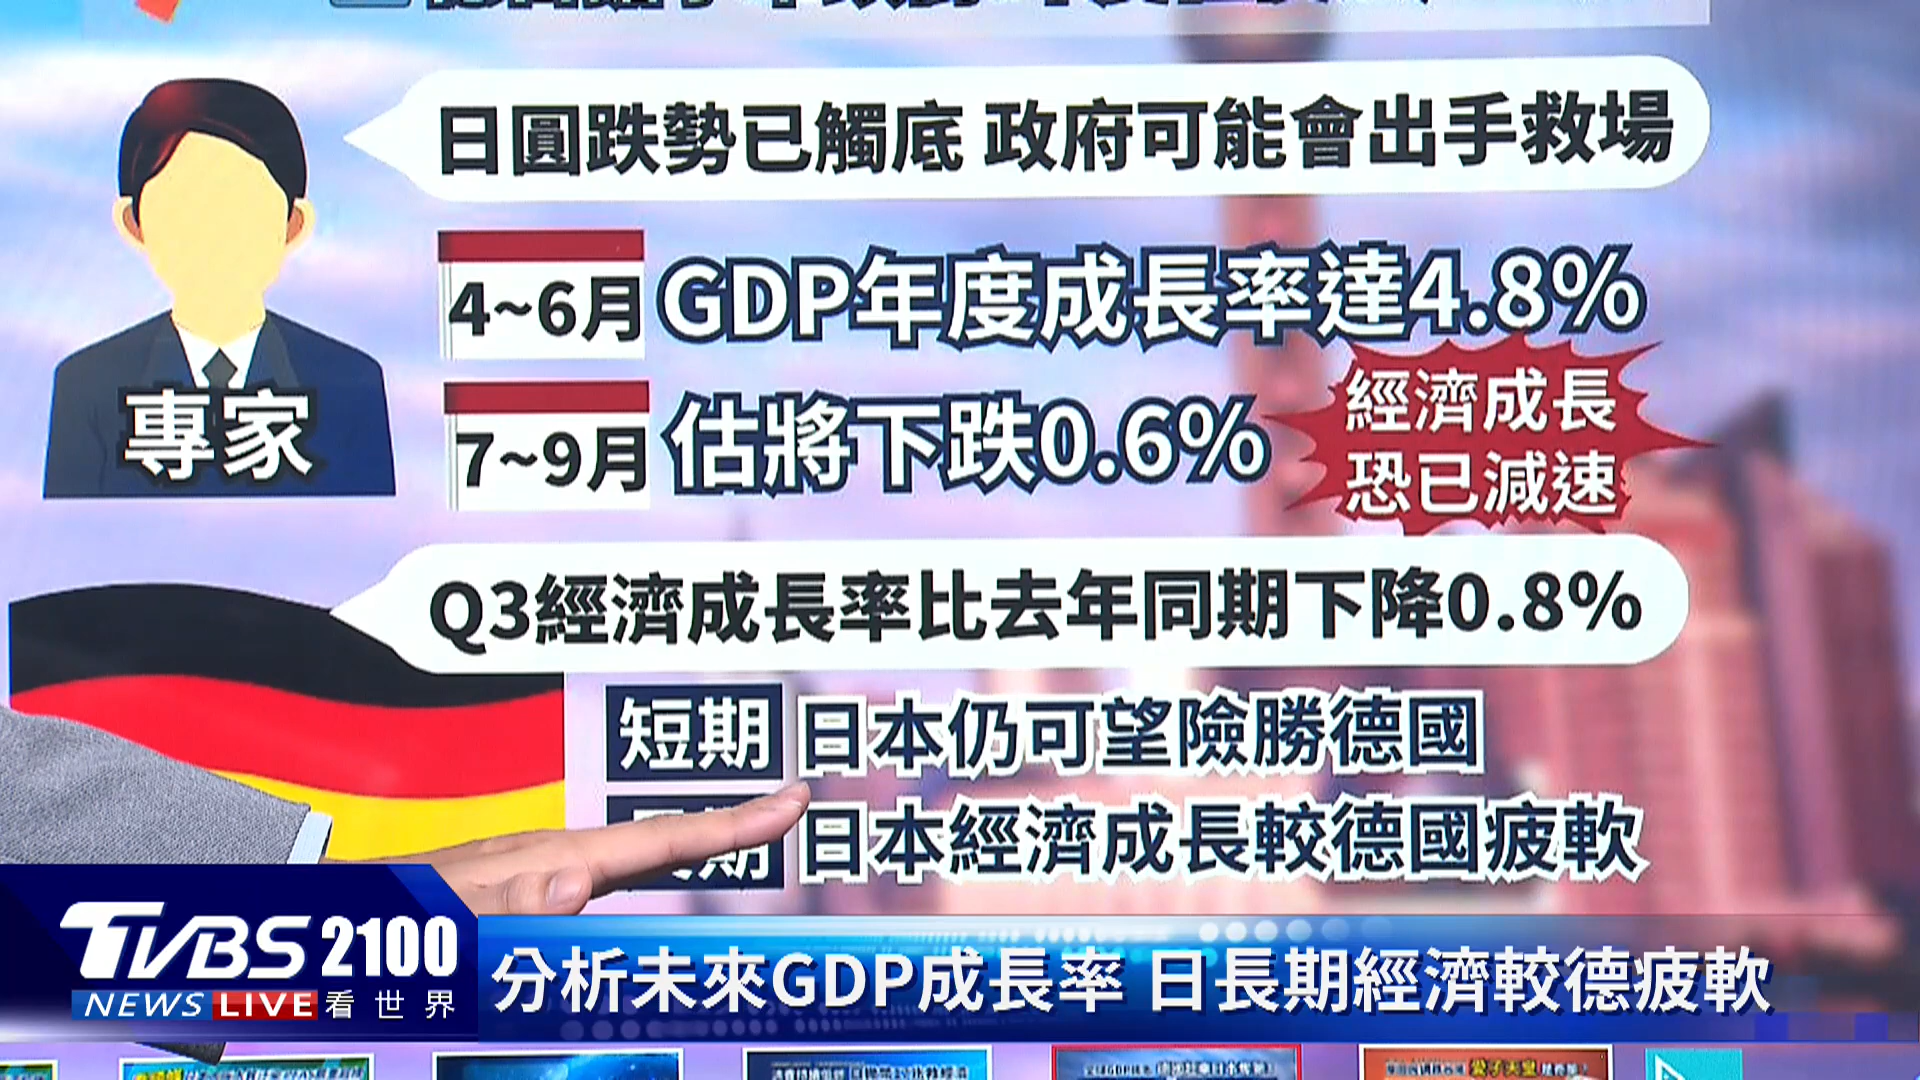 日圓跌勢已觸底 政府可能會出手救場
4~6月 GDP年度成長率達4.8%
7~9月 估將下跌0.6%
經濟成長
恐已減速
專家
Q3經濟成長率比去年同期下降0.8%
短期 日本仍可望險勝德國
期 日本經濟成長較德國疲軟
TVBS 2100
NEWS LIVE 看世界
分析未來GDP成長率 日長期經濟較德疲軟